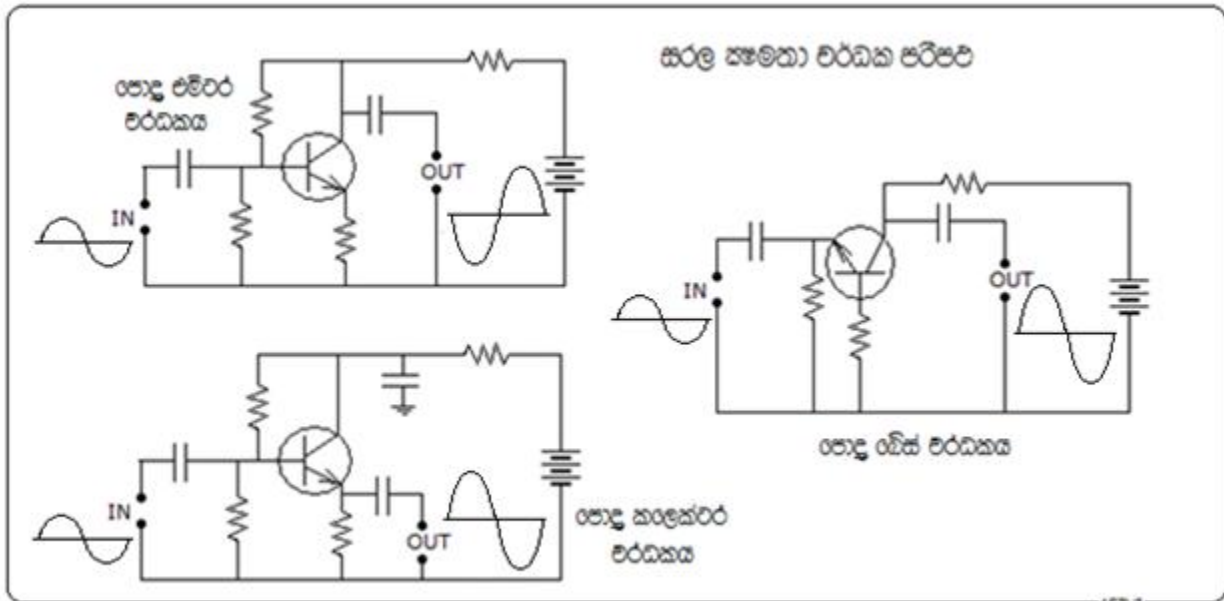 සරල ක්‍ෂමතා වර්ධක පරිපථ
පොදු එමිටර
වර්ධකය
IN
OUT
IN
OUT
පොදු බේස් වර්ධකය
IN
OUT
පොදු කලෙක්ටර
වර්ධකය